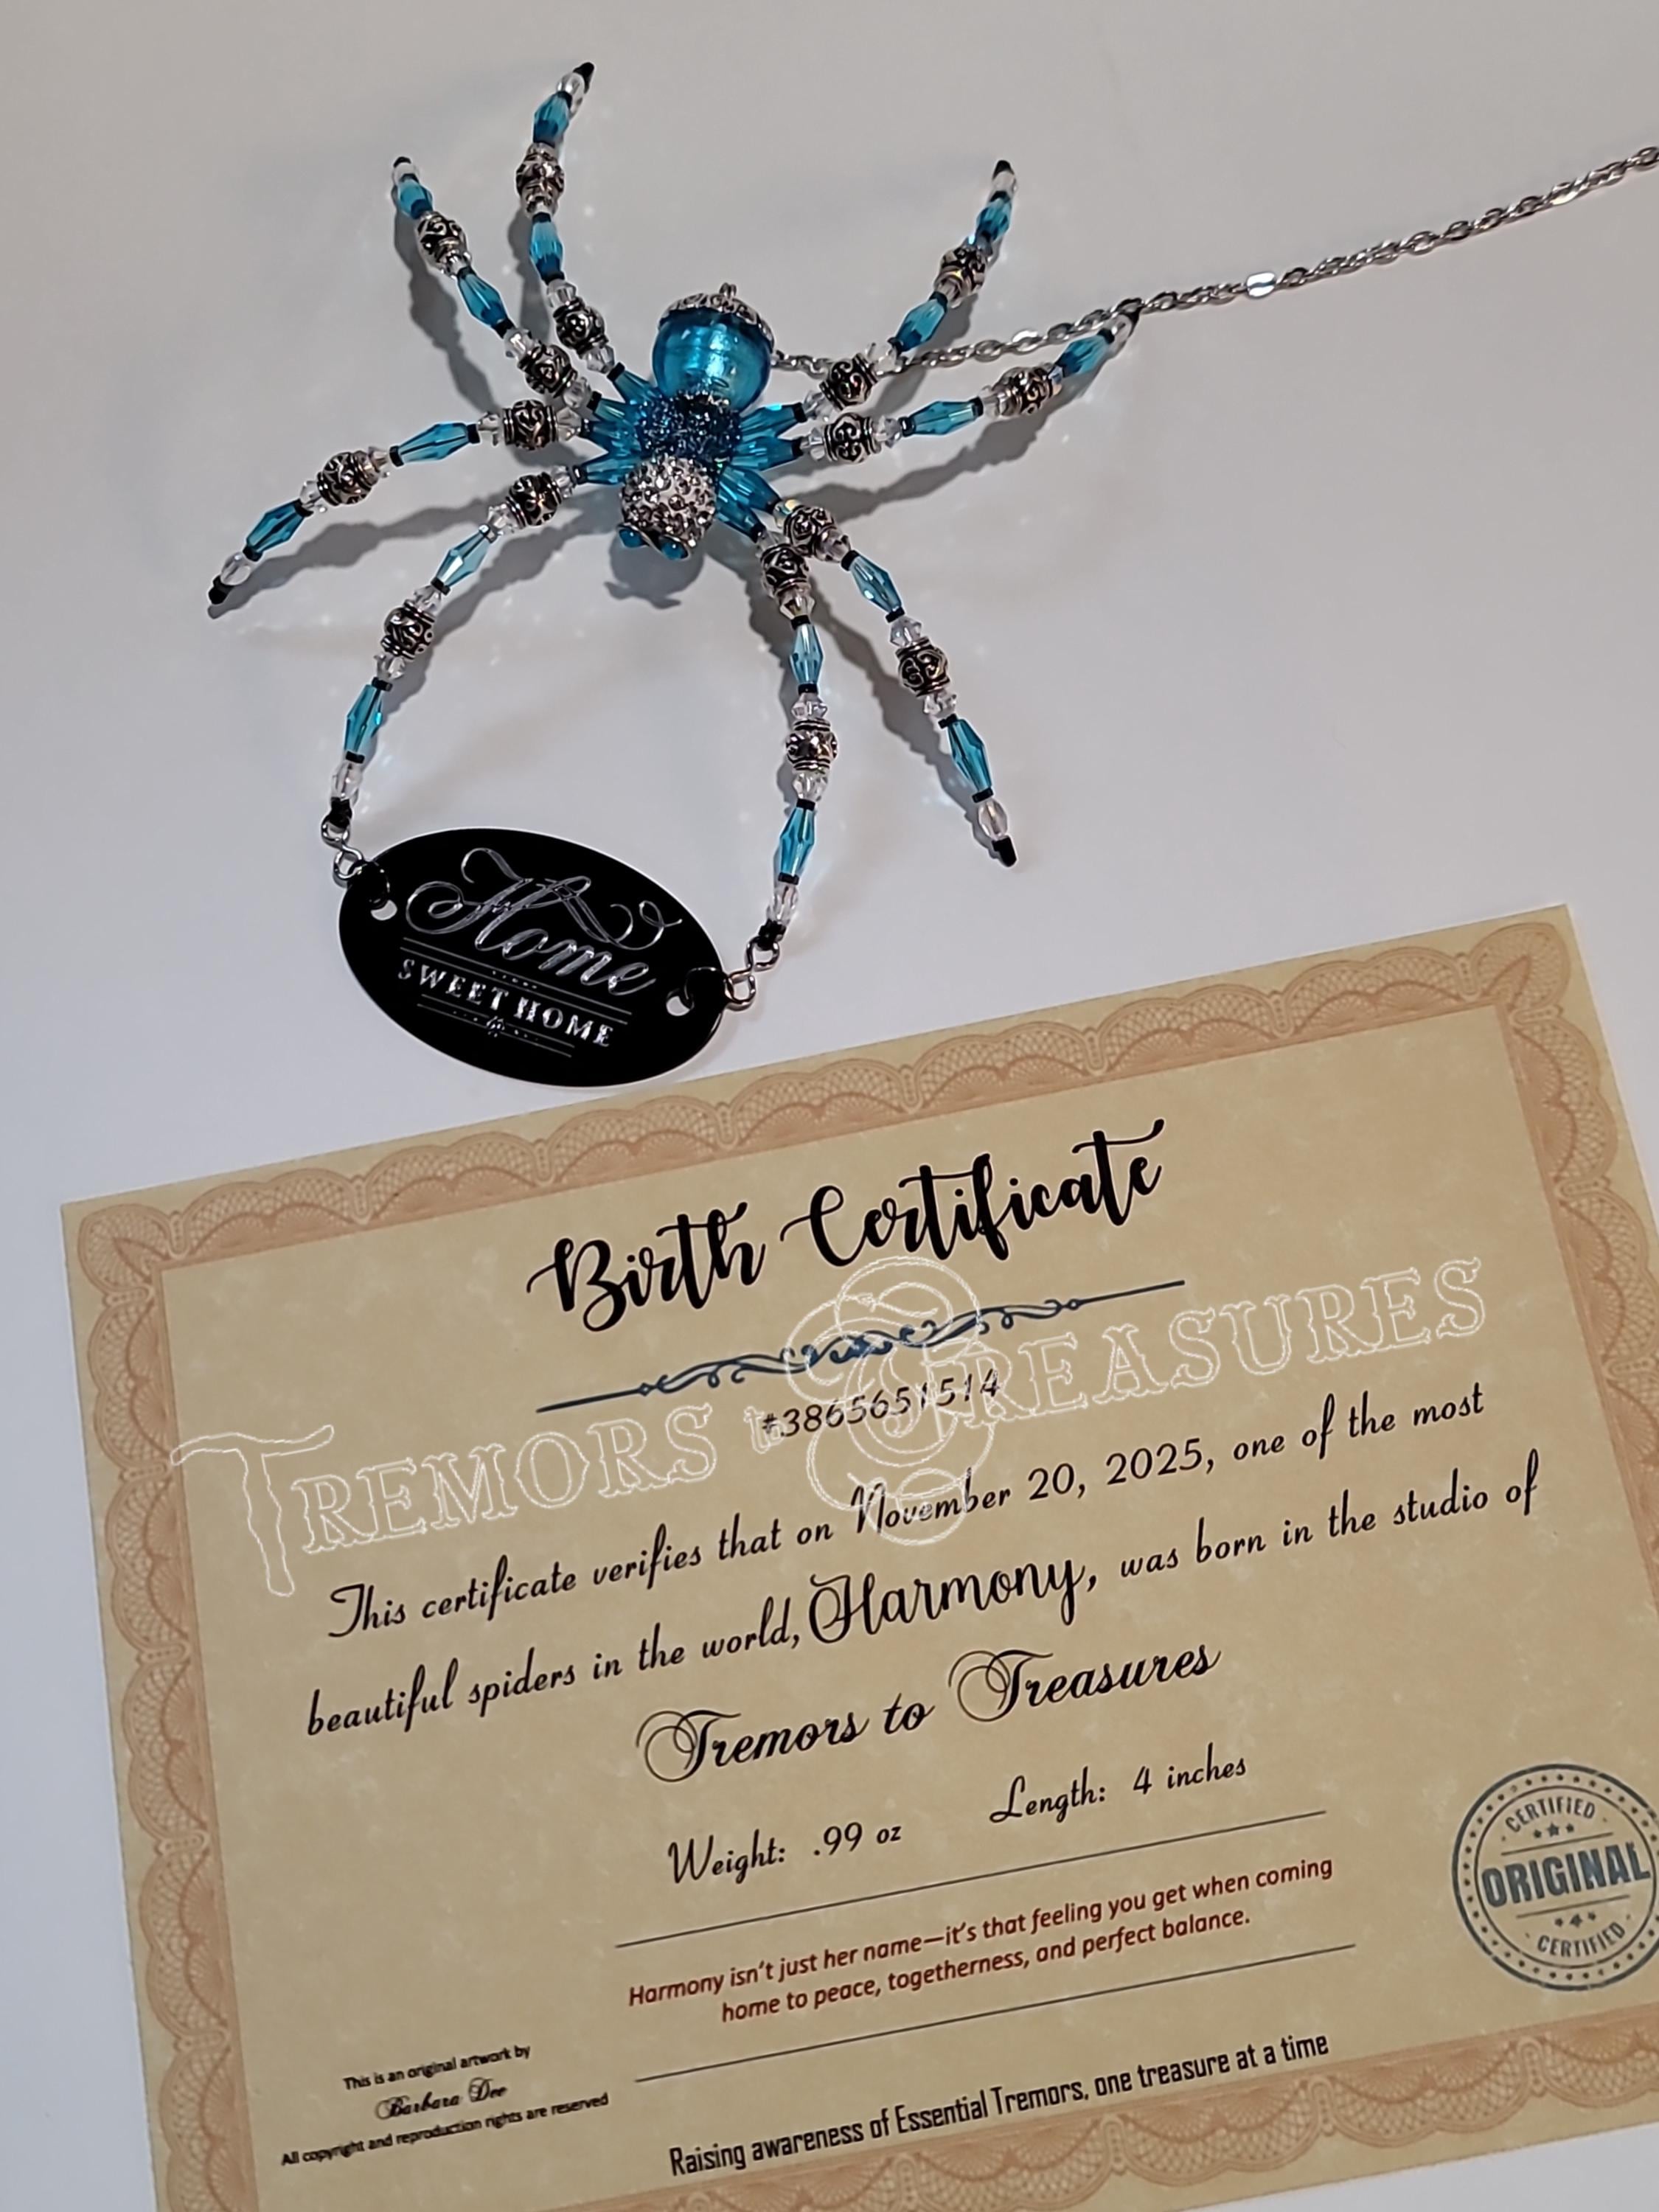 Home
SWEET HOME
Birth Certificate
TREMORS to TREASURES
#3865651514
This certificate verifies that on November 20, 2025, one of the most
beautiful spiders in the world, Harmony, was born in the studio of
Tremors to Treasures
Weight: .99 oz Length: 4 inches
Harmony isn't just her name—it's that feeling you get when coming
home to peace, togetherness, and perfect balance.
CERTIFIED
ORIGINAL
CERTIFIED
This is an original artwork by
Barbara Dee
All copyright and reproduction rights are reserved
Raising awareness of Essential Tremors, one treasure at a time